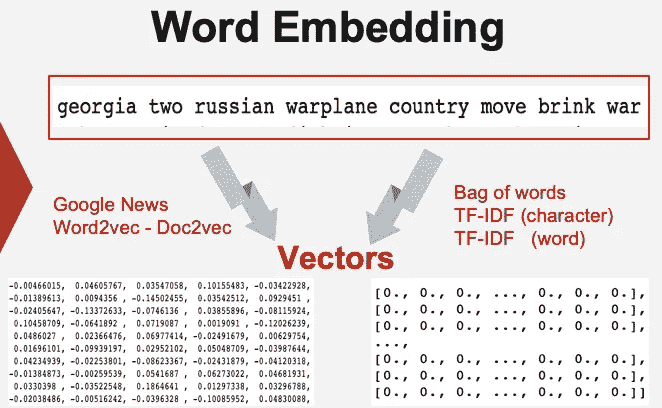 Word Embedding
georgia two russian warplane country move brink war
Google News
Word2vec - Doc2vec
Bag of words
TF-IDF (character)
TF-IDF (word)
Vectors
-0.00466015, 0.04605767, 0.03547058, 0.10155483, -0.03422928,
-0.01389613, 0.0094356 , -0.14502455, 0.03542512, 0.0929451 ,
-0.02405647, -0.13372633, -0.0746136 , 0.03855896, -0.08115924,
0.10458709, -0.0641892 , 0.0719087 , 0.0019091 , -0.12026239,
0.0486027 , 0.02366476, 0.06977414, -0.02491679, 0.00629754,
0.01696101, -0.09939197, 0.02952102, 0.05048709, -0.03987644,
0.04234939, -0.02253801, -0.08623367, -0.02431879, -0.04120318,
-0.01384873, -0.00259539, 0.0541687 , 0.06273022, 0.04681931,
0.0330398 , -0.03522548, 0.1864641 , 0.01297338, 0.03296788,
-0.02038486, -0.00516242, -0.0396328 , -0.10085952, 0.04830088,
[0., 0., 0., ..., 0., 0., 0.],
[0., 0., 0., ..., 0., 0., 0.],
[0., 0., 0., ..., 0., 0., 0.],
...,
[0., 0., 0., ..., 0., 0., 0.],
[0., 0., 0., ..., 0., 0., 0.],
[0., 0., 0., ..., 0., 0., 0.]]